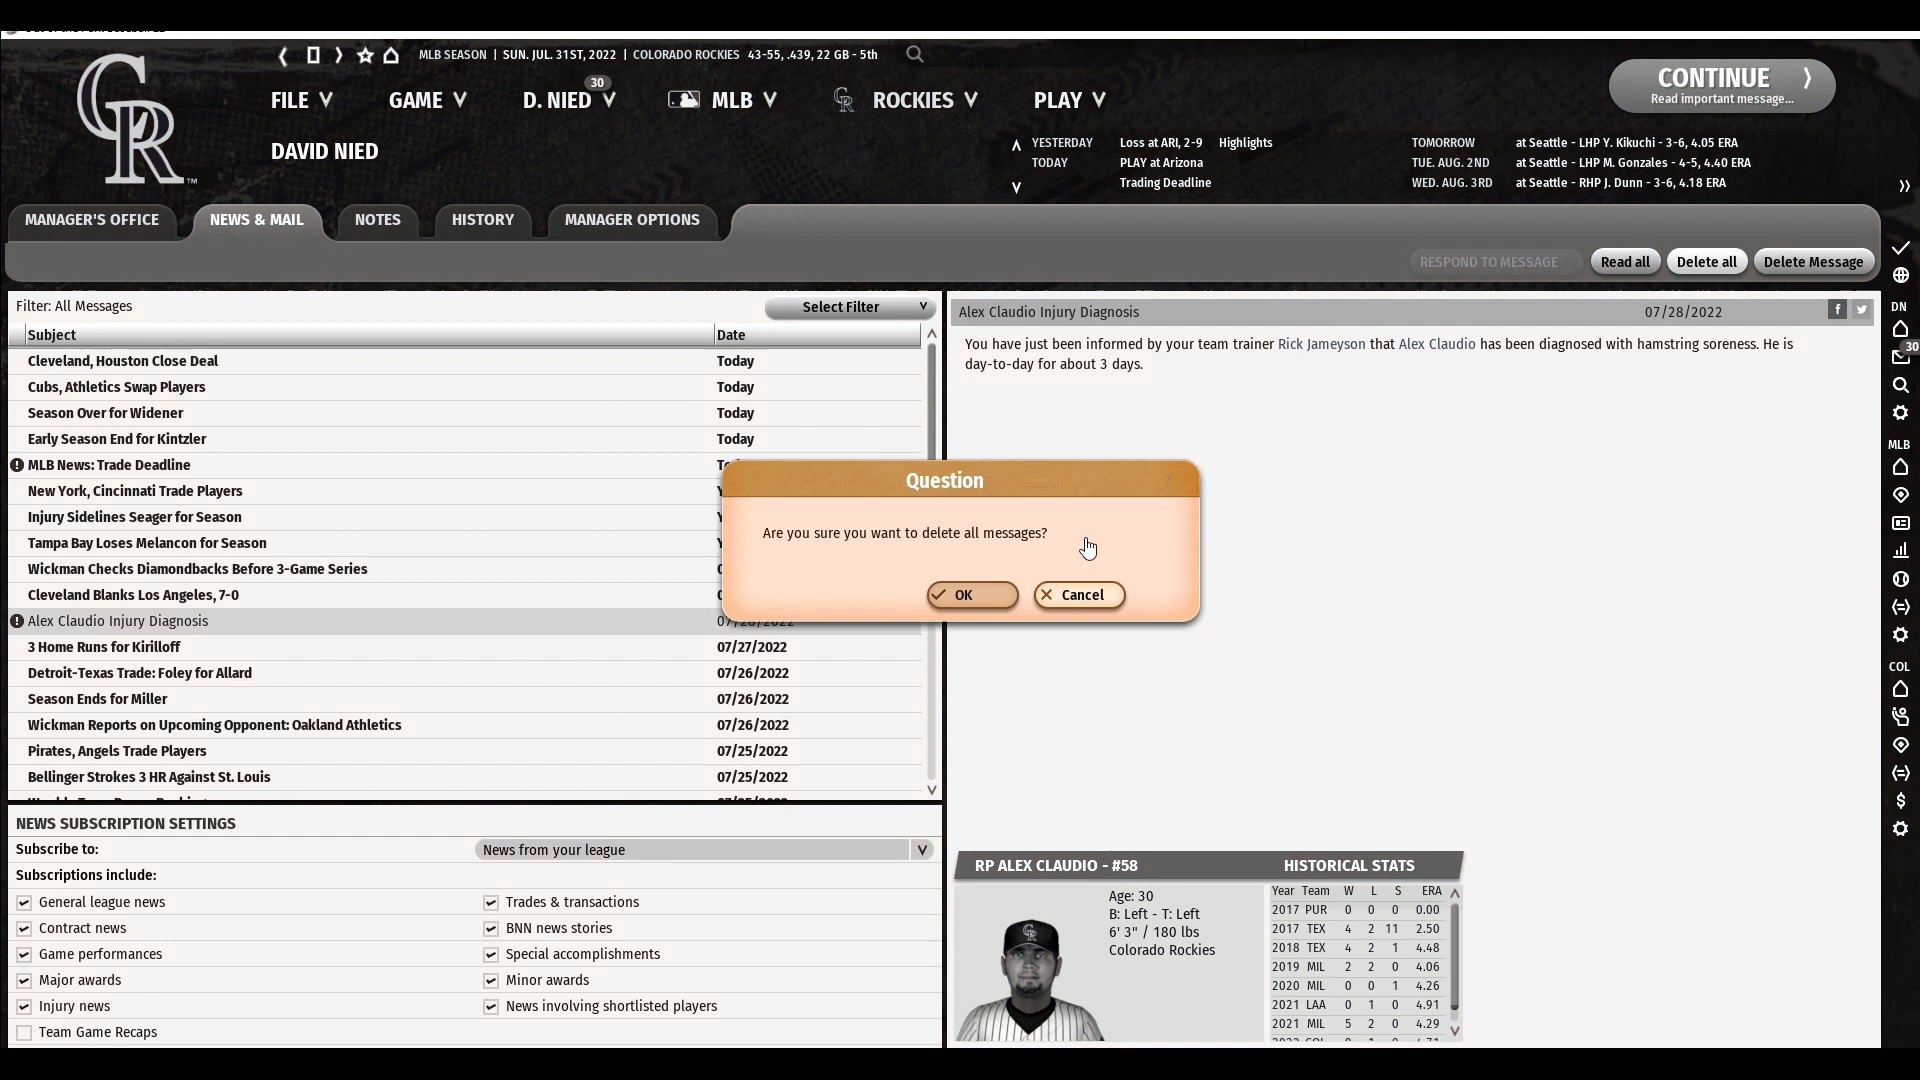 MLB SEASON | SUN. JUL. 31ST, 2022 | COLORADO ROCKIES 43-55, .439, 22 GB - 5th
30
FILE GAME D. NIED MLB ROCKIES PLAY
CONTINUE
Read important message...
DAVID NIED
YESTERDAY Loss at ARI, 2-9 Highlights
TODAY PLAY at Arizona
Trading Deadline
TOMORROW at Seattle - LHP Y. Kikuchi - 3-6, 4.05 ERA
TUE. AUG. 2ND at Seattle - LHP M. Gonzales - 4-5, 4.40 ERA
WED. AUG. 3RD at Seattle - RHP J. Dunn - 3-6, 4.18 ERA
MANAGER'S OFFICE NEWS & MAIL NOTES HISTORY MANAGER OPTIONS
RESPOND TO MESSAGE Read all Delete all Delete Message
Filter: All Messages Select Filter
Subject Date
Cleveland, Houston Close Deal Today
Cubs, Athletics Swap Players Today
Season Over for Widener Today
Early Season End for Kintzler Today
MLB News: Trade Deadline
New York, Cincinnati Trade Players
Injury Sidelines Seager for Season
Tampa Bay Loses Melancon for Season
Wickman Checks Diamondbacks Before 3-Game Series
Cleveland Blanks Los Angeles, 7-0
Alex Claudio Injury Diagnosis 07/28/2022
3 Home Runs for Kirilloff 07/27/2022
Detroit-Texas Trade: Foley for Allard 07/26/2022
Season Ends for Miller 07/26/2022
Wickman Reports on Upcoming Opponent: Oakland Athletics 07/26/2022
Pirates, Angels Trade Players 07/25/2022
Bellinger Strokes 3 HR Against St. Louis 07/25/2022
Alex Claudio Injury Diagnosis 07/28/2022
You have just been informed by your team trainer Rick Jameyson that Alex Claudio has been diagnosed with hamstring soreness. He is
day-to-day for about 3 days.
Question
Are you sure you want to delete all messages?
OK Cancel
NEWS SUBSCRIPTION SETTINGS
Subscribe to: News from your league
Subscriptions include:
General league news Trades & transactions
Contract news BNN news stories
Game performances Special accomplishments
Major awards Minor awards
Injury news News involving shortlisted players
Team Game Recaps
RP ALEX CLAUDIO - #58 HISTORICAL STATS
Age: 30
B: Left - T: Left
6' 3" / 180 lbs
Colorado Rockies
Year Team W L S ERA
2017 PUR 0 0 0 0.00
2017 TEX 4 2 11 2.50
2018 TEX 4 2 1 4.48
2019 MIL 2 2 0 4.06
2020 MIL 0 0 1 4.26
2021 LAA 0 1 0 4.91
2021 MIL 5 2 0 4.29
DN
30
MLB
COL